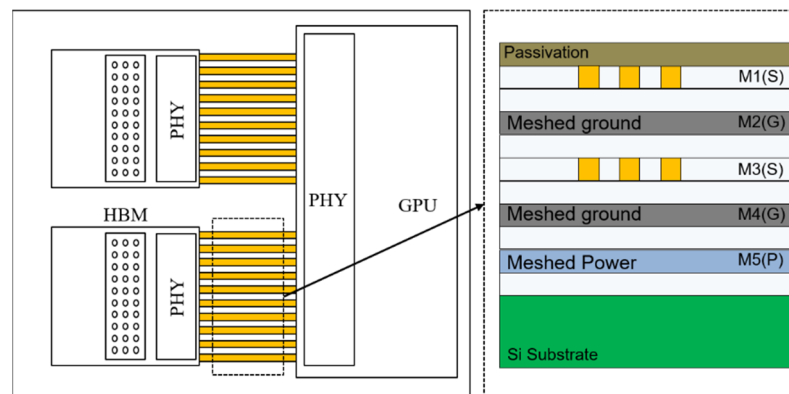 PHY
HBM
PHY
PHY
GPU
Passivation
M1(S)
Meshed ground M2(G)
M3(S)
Meshed ground M4(G)
Meshed Power M5(P)
Si Substrate